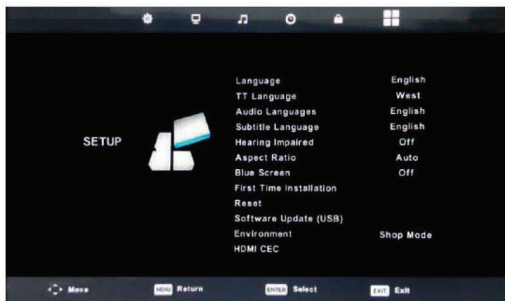 Language English
TT Language West
Audio Languages English
Subtitle Language English
SETUP
Hearing Impaired Off
Aspect Ratio Auto
Blue Screen Off
First Time Installation
Reset
Software Update (USB)
Environment Shop Mode
HDMI CEC
Move MENU Return ENTER Select EXIT Exit